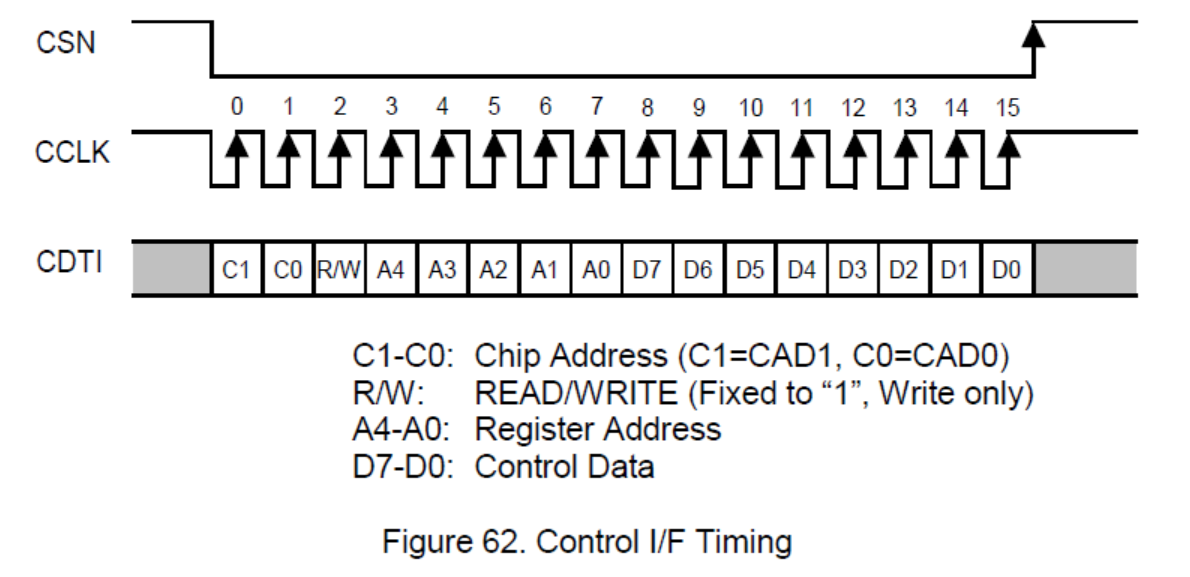 CSN
0 1 2 3 4 5 6 7 8 9 10 11 12 13 14 15
CCLK
CDTI C1 C0 R/W A4 A3 A2 A1 A0 D7 D6 D5 D4 D3 D2 D1 D0
C1-C0: Chip Address (C1=CAD1, C0=CAD0)
R/W: READ/WRITE (Fixed to “1”, Write only)
A4-A0: Register Address
D7-D0: Control Data
Figure 62. Control I/F Timing